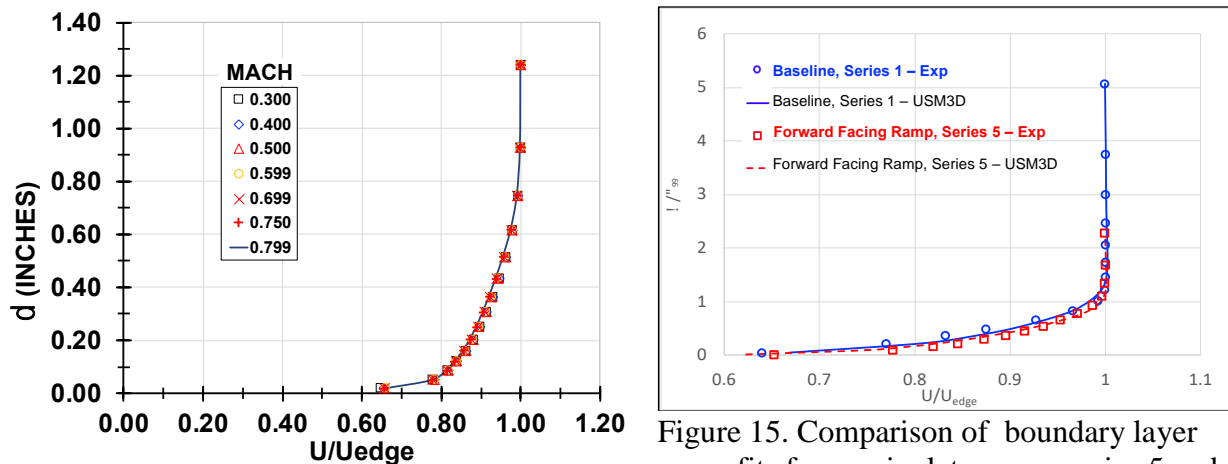 1.40
1.20
1.00
0.80
0.60
0.40
0.20
0.00
d (INCHES)
MACH
0.300
0.400
0.500
0.599
0.699
0.750
0.799
0.00 0.20 0.40 0.60 0.80 1.00 1.20
U/Uedge
6
5
4
3
2
1
0
! /"99
Baseline, Series 1 – Exp
Baseline, Series 1 – USM3D
Forward Facing Ramp, Series 5 – Exp
Forward Facing Ramp, Series 5 – USM3D
0.6 0.7 0.8 0.9 1 1.1
U/Uedge
Figure 15. Comparison of boundary layer